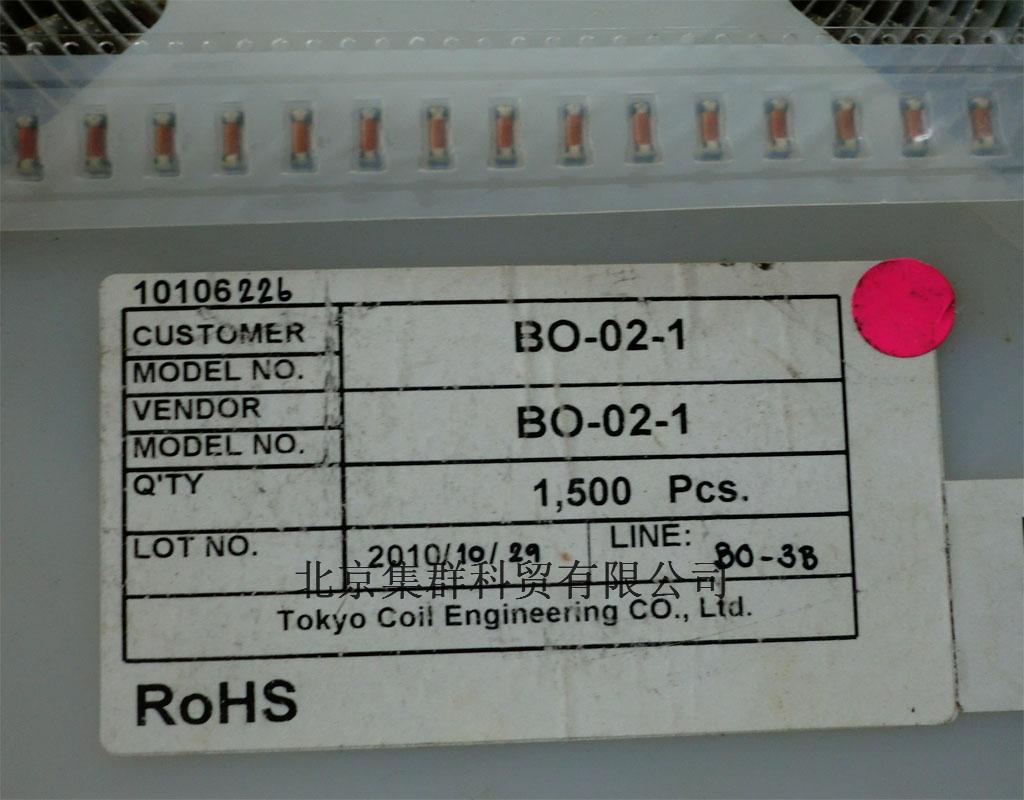 10106226
CUSTOMER
MODEL NO.
BO-02-1
VENDOR
MODEL NO.
BO-02-1
Q'TY
1,500 Pcs.
LOT NO.
2010/10/29
LINE:
BO-3B
北京集群科贸有限公司
Tokyo Coil Engineering CO., Ltd.
RoHS